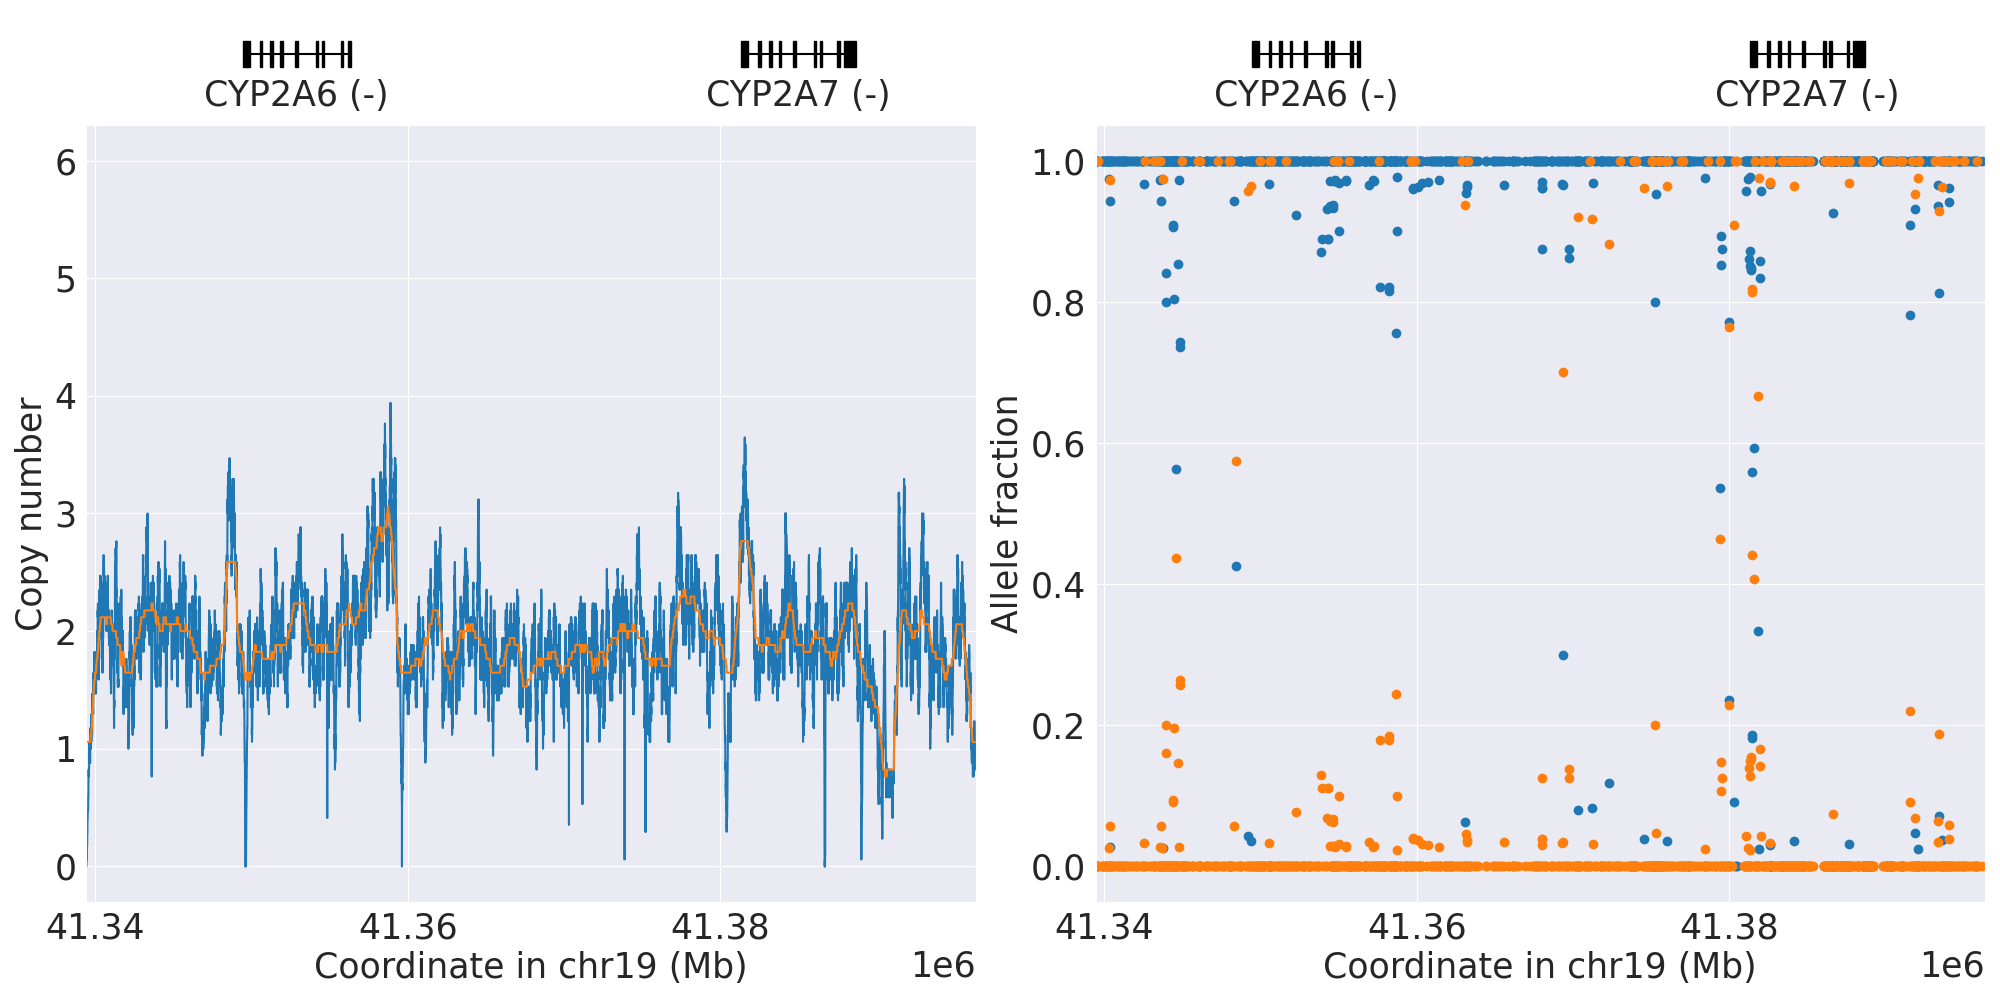 CYP2A6 (-) CYP2A7 (-)
6
5
4
3
2
1
0
Copy number
41.34 41.36 41.38
Coordinate in chr19 (Mb) 1e6
CYP2A6 (-) CYP2A7 (-)
1.0
0.8
0.6
0.4
0.2
0.0
Allele fraction
41.34 41.36 41.38
Coordinate in chr19 (Mb) 1e6